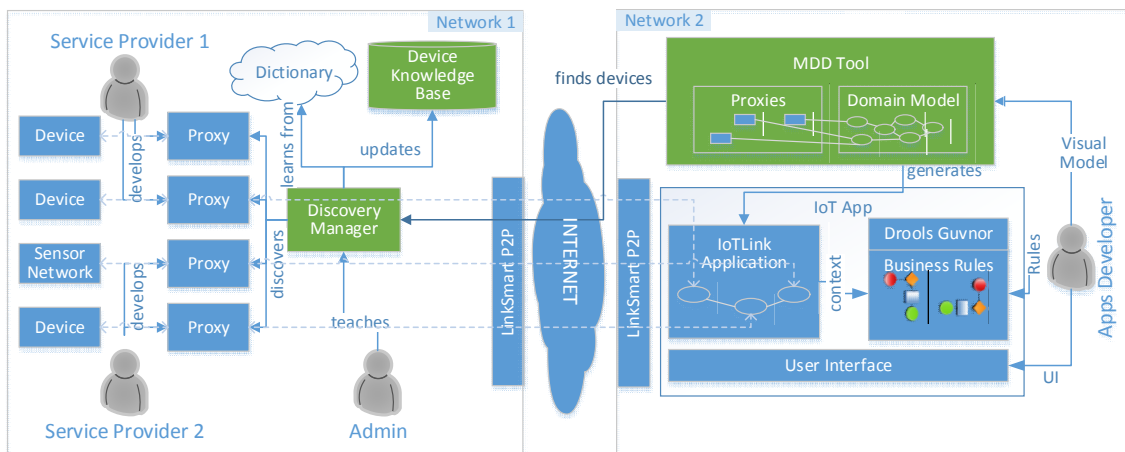 Network 1
Service Provider 1
Dictionary
Device
Knowledge
Base
Device
Proxy
develops
learns from
updates
Device
Proxy
Discovery
Manager
Sensor
Network
Proxy
develops
discovers
Device
Proxy
teaches
Service Provider 2
Admin
LinkSmart P2P
INTERNET
LinkSmart P2P
Network 2
finds devices
MDD Tool
Proxies
Domain Model
generates
Visual
Model
IoT App
IoTLink
Application
context
Drools Guvnor
Business Rules
Rules
Apps Developer
User Interface
UI